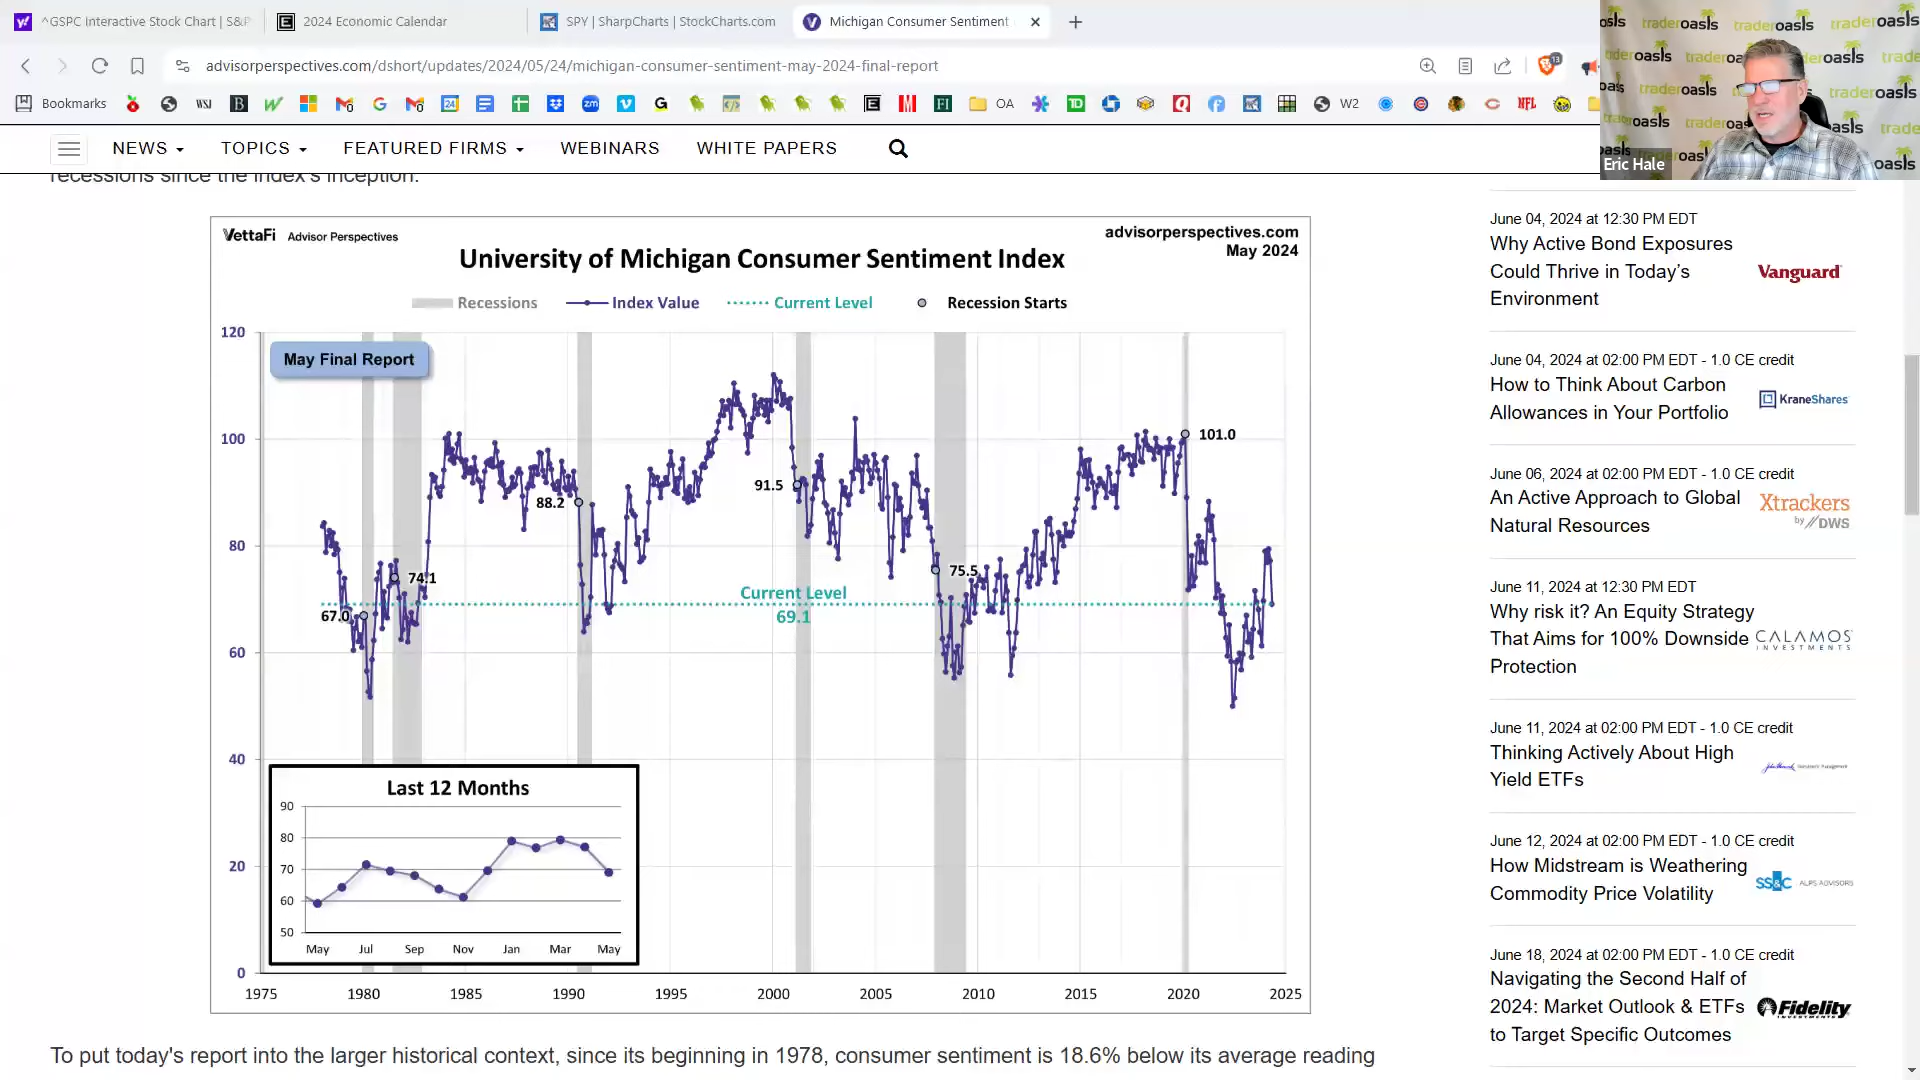 ^GSPC Interactive Stock Chart | S&P
2024 Economic Calendar
SPY | SharpCharts | StockCharts.com
Michigan Consumer Sentiment
advisorperspectives.com/dshort/updates/2024/05/24/michigan-consumer-sentiment-may-2024-final-report
13
Bookmarks
WSJ
OA
W2
NFL
traderoasis
Eric Hale
NEWS
TOPICS
FEATURED FIRMS
WEBINARS
WHITE PAPERS
recessions since the index's inception.
VettaFi Advisor Perspectives
advisorperspectives.com
May 2024
University of Michigan Consumer Sentiment Index
Recessions
Index Value
Current Level
Recession Starts
120
100
80
60
40
20
0
May Final Report
67.0
74.1
88.2
91.5
75.5
101.0
Current Level
69.1
Last 12 Months
90
80
70
60
50
May Jul Sep Nov Jan Mar May
1975 1980 1985 1990 1995 2000 2005 2010 2015 2020 2025
To put today's report into the larger historical context, since its beginning in 1978, consumer sentiment is 18.6% below its average reading
June 04, 2024 at 12:30 PM EDT
Why Active Bond Exposures
Could Thrive in Today's
Environment
Vanguard
June 04, 2024 at 02:00 PM EDT - 1.0 CE credit
How to Think About Carbon
Allowances in Your Portfolio
KraneShares
June 06, 2024 at 02:00 PM EDT - 1.0 CE credit
An Active Approach to Global
Natural Resources
Xtrackers
by DWS
June 11, 2024 at 12:30 PM EDT
Why risk it? An Equity Strategy
That Aims for 100% Downside
Protection
CALAMOS
INVESTMENTS
June 11, 2024 at 02:00 PM EDT - 1.0 CE credit
Thinking Actively About High
Yield ETFs
June 12, 2024 at 02:00 PM EDT - 1.0 CE credit
How Midstream is Weathering
Commodity Price Volatility
SS&C ALPS ADVISORS
June 18, 2024 at 02:00 PM EDT - 1.0 CE credit
Navigating the Second Half of
2024: Market Outlook & ETFs
to Target Specific Outcomes
Fidelity
INVESTMENTS